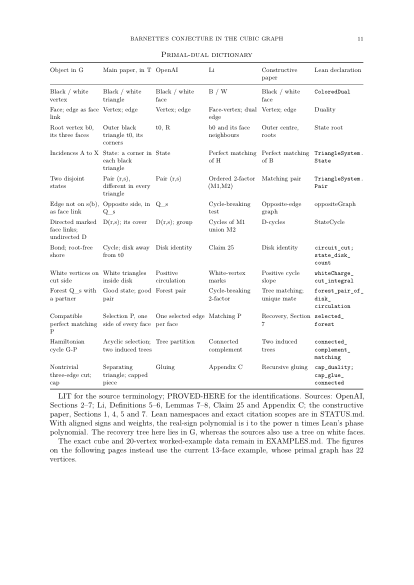 BARNETTE'S CONJECTURE IN THE CUBIC GRAPH 11
PRIMAL-DUAL DICTIONARY
Object in G Main paper, in T OpenAI Li Constructive paper Lean declaration
Black / white vertex Black / white triangle Black / white face B / W Black / white face ColoredDual
Face; edge as face link Vertex; edge Vertex; edge Face-vertex; dual edge Vertex, edge Duality
Root vertex b0, its three faces Outer black triangle t0, its corners t0, R b0 and its face neighbours Outer centre, roots State root
Incidences A to X State: a corner in each black triangle State Perfect matching of H Perfect matching of B TriangleSystem.State
Two disjoint states Pair (r,s), different in every triangle Pair (r,s) Ordered 2-factor (M1,M2) Matching pair TriangleSystem.Pair
Edge not on s(b), as face link Opposite side, in Q_s Q_s Cycle-breaking test Opposite-edge graph oppositeGraph
Directed marked face links; undirected D D(r,s); its cover D(r,s); group Cycles of M1 union M2 D-cycles StateCycle
Bond; root-free shore Cycle; disk away from t0 Disk identity Claim 25 Disk identity circuit_cut; state_disk_count
White vertices on cut side White triangles inside disk Positive circulation White-vertex marks Positive cycle slope whiteCharge_cut_integral
Forest Q_s with a partner Good state; good pair Forest pair Cycle-breaking 2-factor Tree matching; unique mate forest_pair_of_disk_circulation
Compatible perfect matching P Selection P, one side of every face One selected edge per face Matching P Recovery, Section 7 selected_forest
Hamiltonian cycle G-P Acyclic selection; two induced trees Tree partition Connected complement Two induced trees connected_complement_matching
Nontrivial three-edge cut; cap Separating triangle; capped piece Gluing Appendix C Recursive gluing cap_duality; cap_glue_connected
LIT for the source terminology; PROVED-HERE for the identifications. Sources: OpenAI,
Sections 2–7; Li, Definitions 5–6, Lemmas 7–8, Claim 25 and Appendix C; the constructive
paper, Sections 1, 4, 5 and 7. Lean namespaces and exact citation scopes are in STATUS.md.
With aligned signs and weights, the real-sign polynomial is i to the power n times Lean's phase
polynomial. The recovery tree here lies in G, whereas the sources also use a tree on white faces.
The exact cube and 20-vertex worked-example data remain in EXAMPLES.md. The figures
on the following pages instead use the current 13-face example, whose primal graph has 22
vertices.